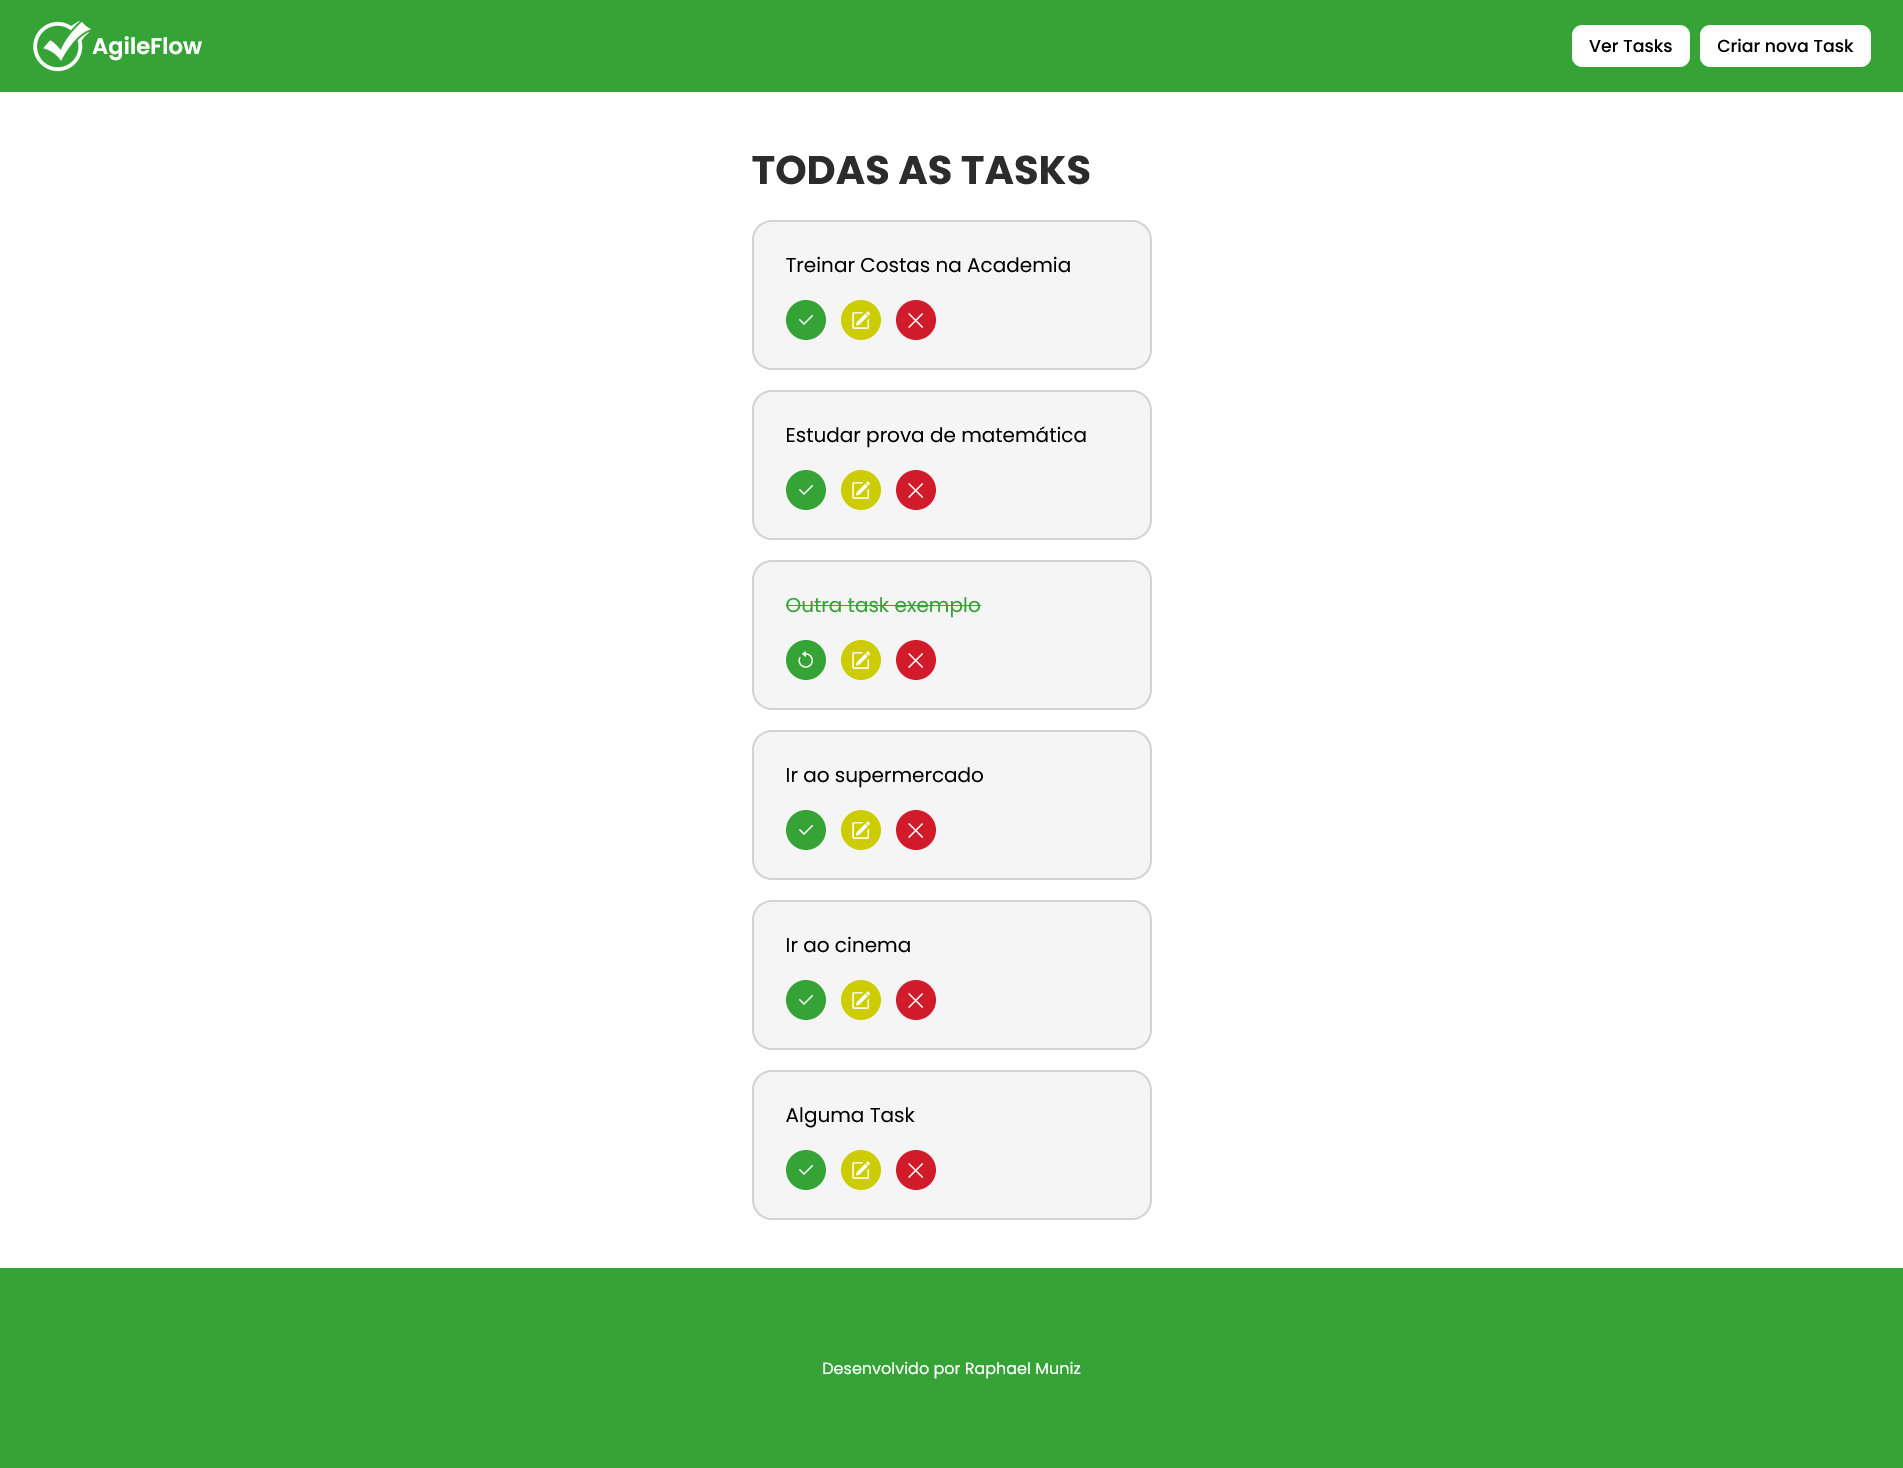 AgileFlow
Ver Tasks
Criar nova Task
TODAS AS TASKS
Treinar Costas na Academia
Estudar prova de matemática
Outra task exemplo
Ir ao supermercado
Ir ao cinema
Alguma Task
Desenvolvido por Raphael Muniz